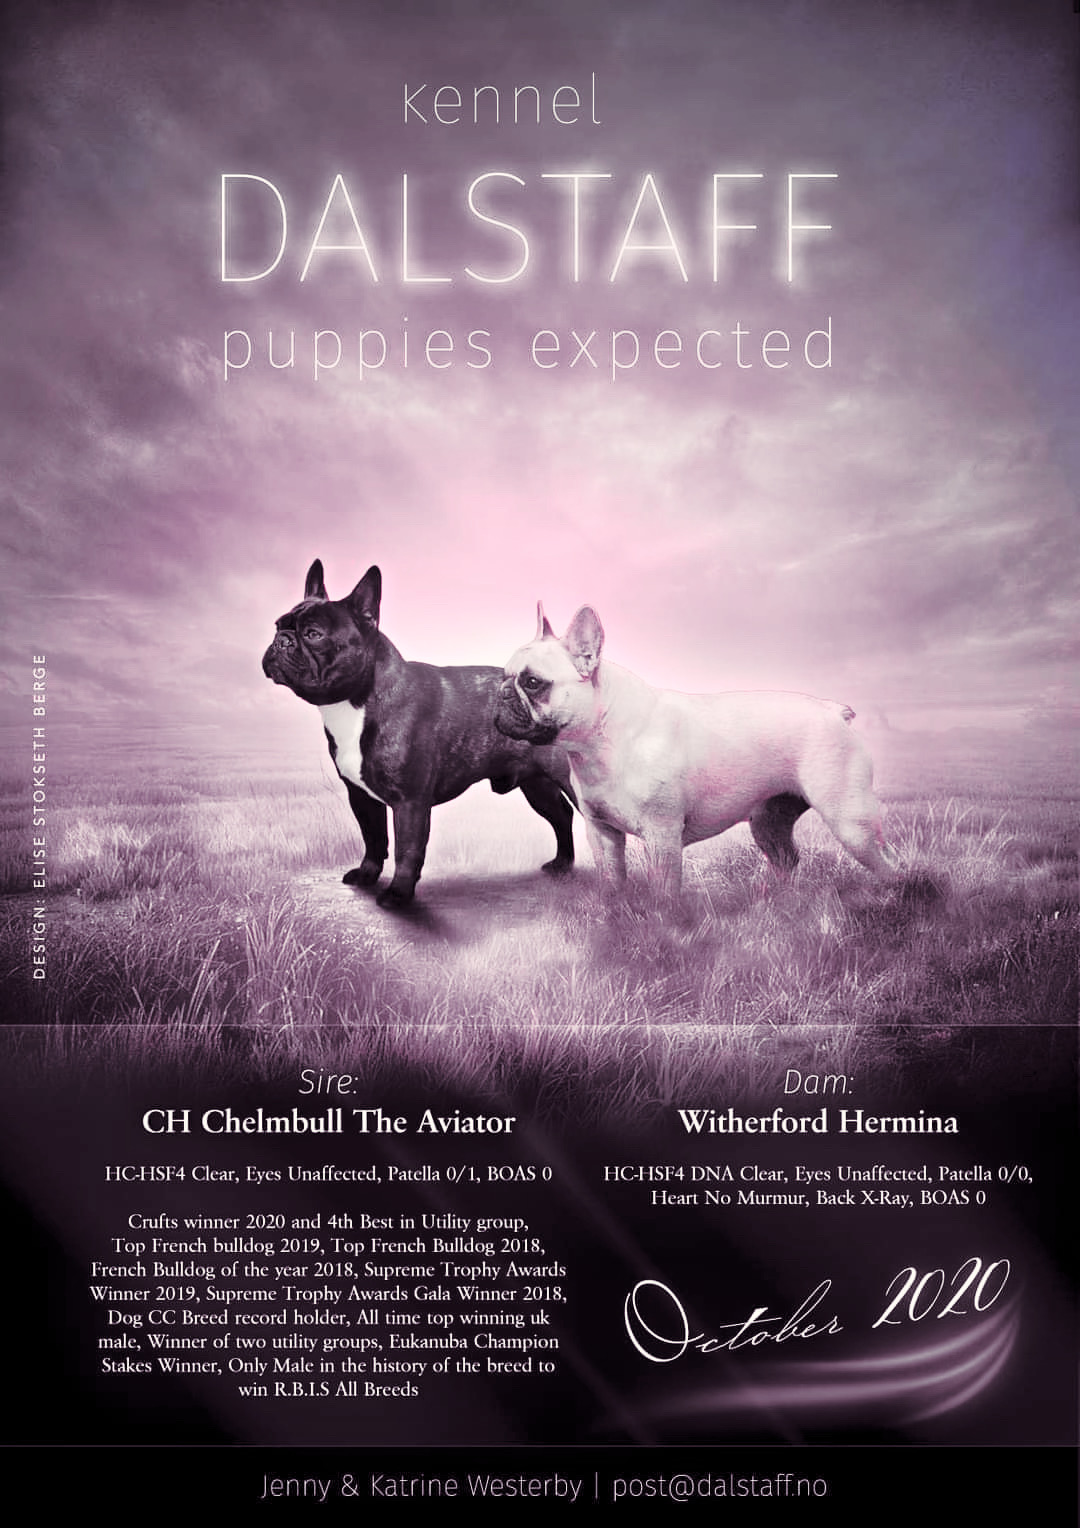 kennel
DALSTAFF
puppies expected
DESIGN: ELISE STOKSETH BERGE
Sire:
CH Chelmbull The Aviator
HC-HSF4 Clear, Eyes Unaffected, Patella 0/1, BOAS 0
Crufts winner 2020 and 4th Best in Utility group,
Top French bulldog 2019, Top French Bulldog 2018,
French Bulldog of the year 2018, Supreme Trophy Awards
Winner 2019, Supreme Trophy Awards Gala Winner 2018,
Dog CC Breed record holder, All time top winning uk
male, Winner of two utility groups, Eukanuba Champion
Stakes Winner, Only Male in the history of the breed to
win R.B.I.S All Breeds
Dam:
Witherford Hermina
HC-HSF4 DNA Clear, Eyes Unaffected, Patella 0/0,
Heart No Murmur, Back X-Ray, BOAS 0
October 2020
Jenny & Katrine Westerby | post@dalstaff.no